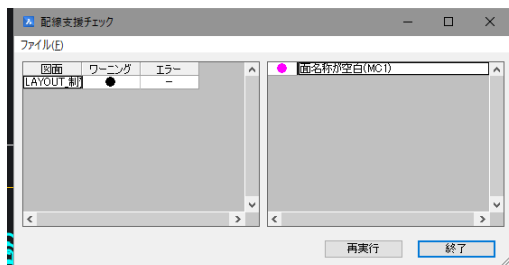 配線支援チェック
ファイル(F)
図面 ワーニング エラー
LAYOUT_制
面名称が空白(MC1)
再実行 終了